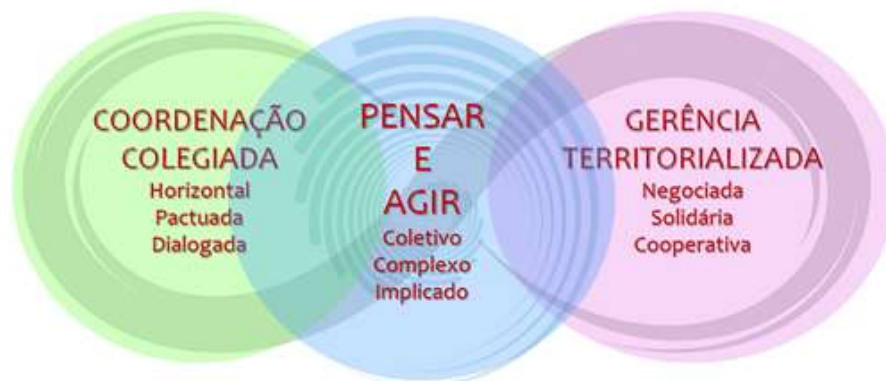 COORDENAÇÃO
COLEGIADA
Horizontal
Pactuada
Dialogada
PENSAR
E
AGIR
Coletivo
Complexo
Implicado
GERÊNCIA
TERRITORIALIZADA
Negociada
Solidária
Cooperativa